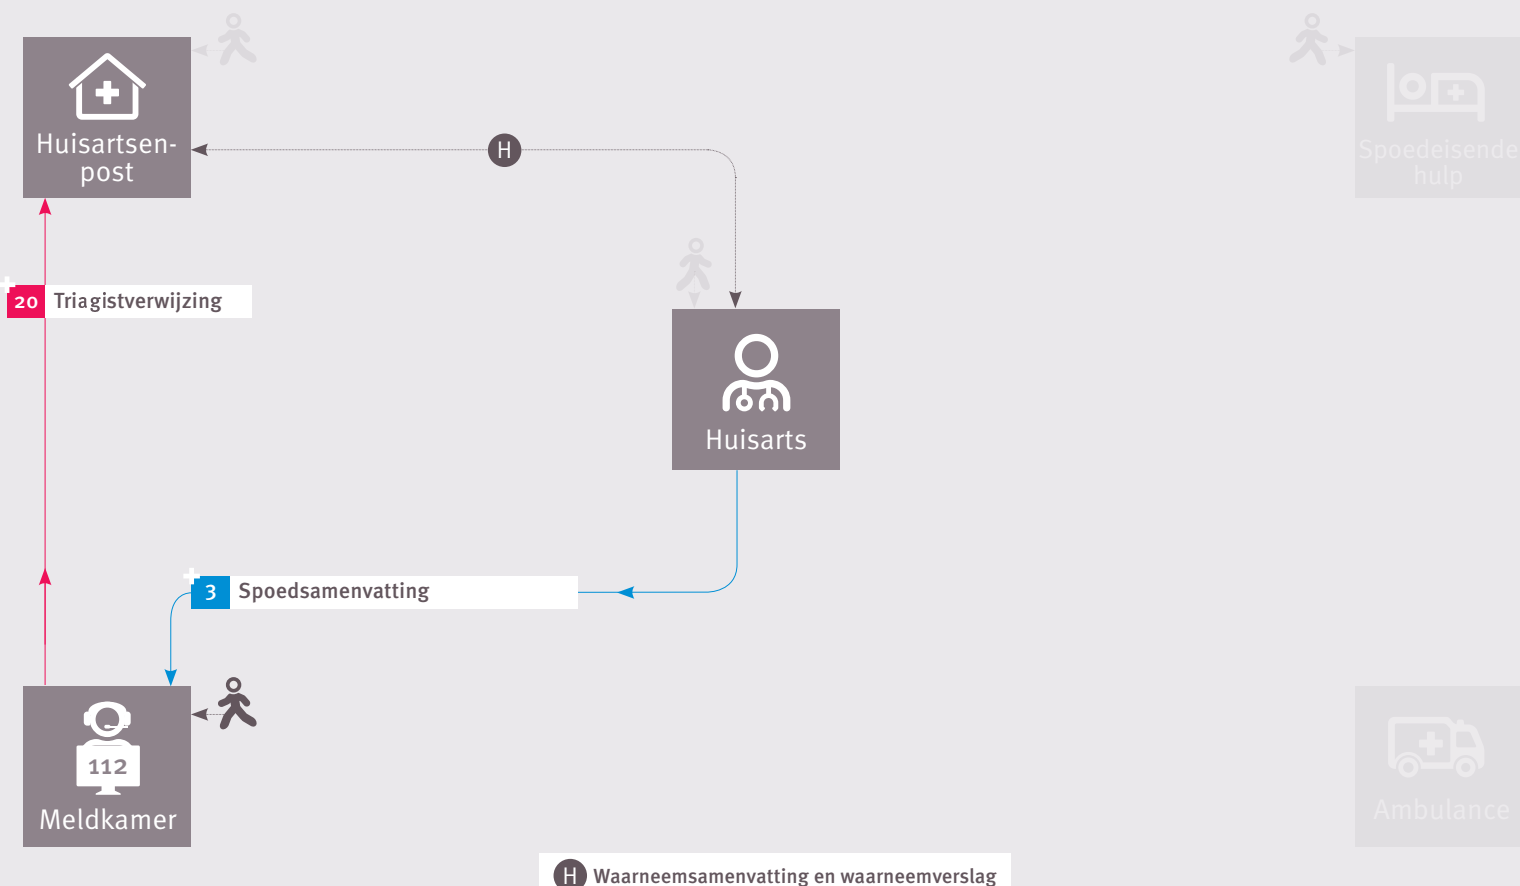 Huisartsen-
post
H
Spoedeisende
hulp
20 Triagistverwijzing
Huisarts
3 Spoedsamenvatting
112
Meldkamer
Ambulance
H Waarneemsamenvatting en waarneemverslag